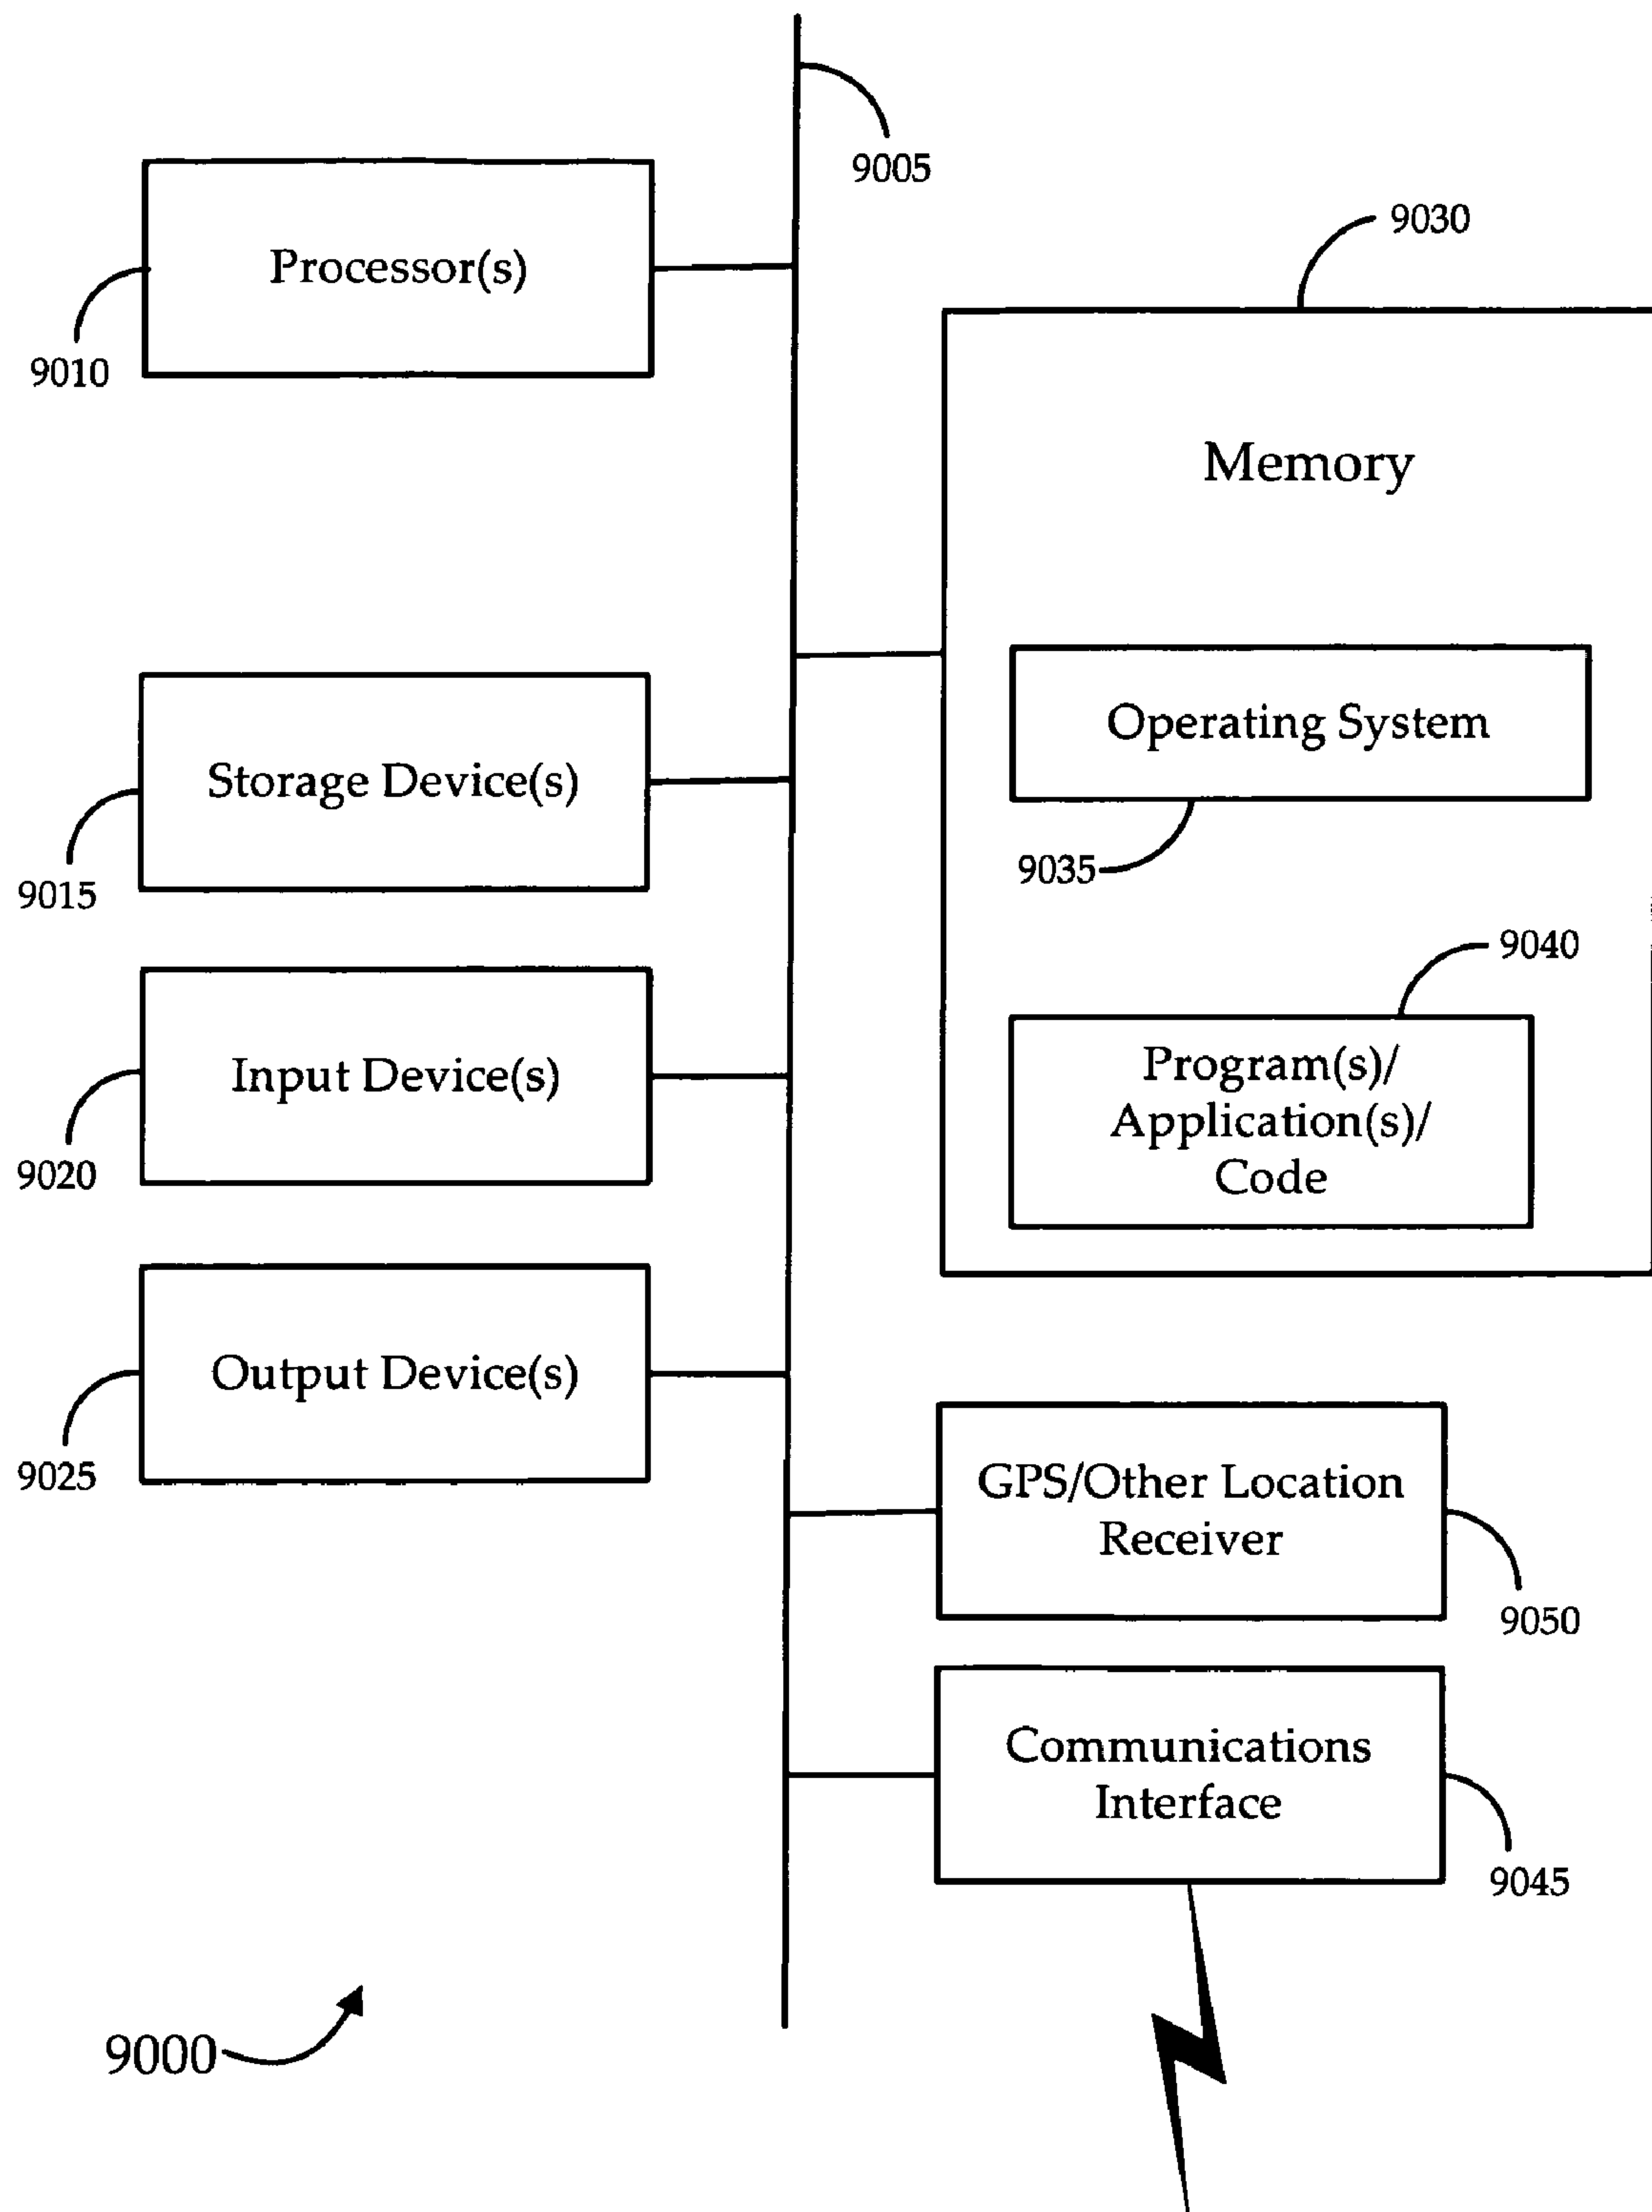 9005
Processor(s)
9010
9030
Memory
Operating System
9035
Storage Device(s)
9015
9040
Program(s)/
Application(s)/
Code
Input Device(s)
9020
Output Device(s)
9025
GPS/Other Location
Receiver
9050
Communications
Interface
9045
9000